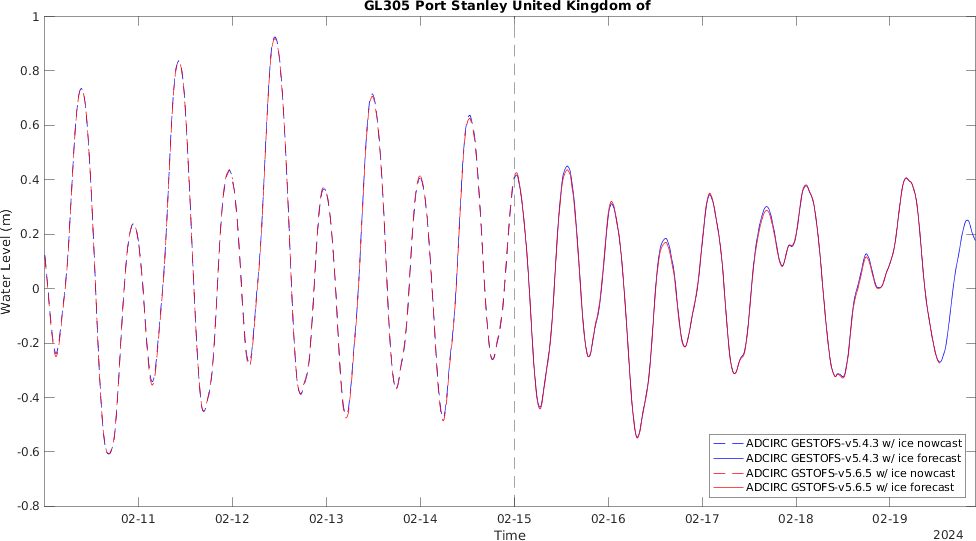 GL305 Port Stanley United Kingdom of
Water Level (m)
1
0.8
0.6
0.4
0.2
0
-0.2
-0.4
-0.6
-0.8
ADCIRC GESTOFS-v5.4.3 w/ ice nowcast
ADCIRC GESTOFS-v5.4.3 w/ ice forecast
ADCIRC GSTOFS-v5.6.5 w/ ice nowcast
ADCIRC GSTOFS-v5.6.5 w/ ice forecast
02-11 02-12 02-13 02-14 02-15 02-16 02-17 02-18 02-19
Time
2024